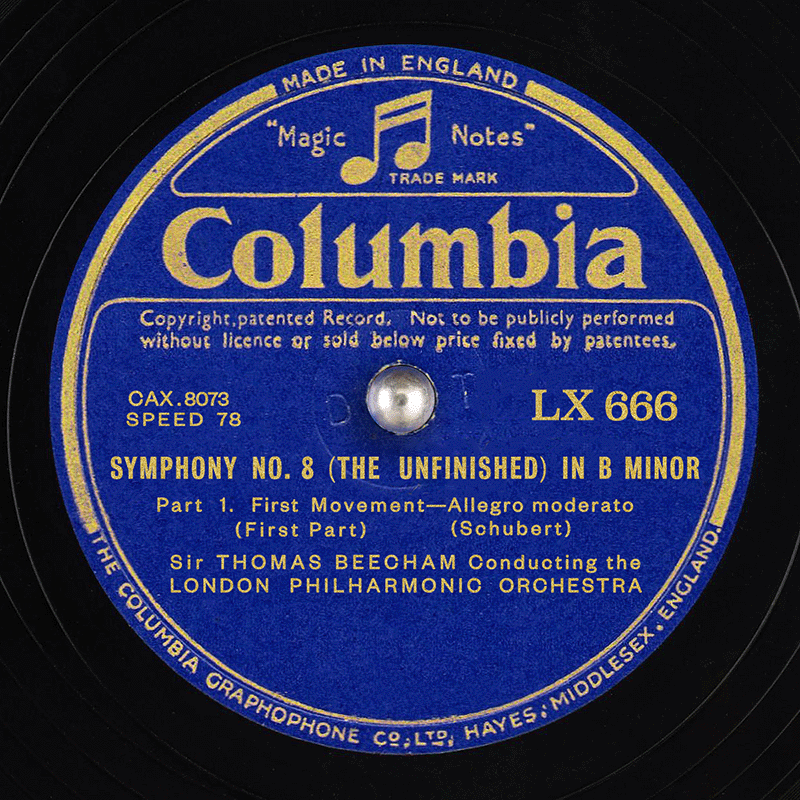 MADE IN ENGLAND
"Magic Notes"
TRADE MARK
Columbia
Copyright, patented Record. Not to be publicly performed
without licence or sold below price fixed by patentees.
CAX.8073
SPEED 78
LX 666
SYMPHONY NO. 8 (THE UNFINISHED) IN B MINOR
Part 1. First Movement—Allegro moderato
(First Part) (Schubert)
Sir THOMAS BEECHAM Conducting the
LONDON PHILHARMONIC ORCHESTRA
THE COLUMBIA GRAPHOPHONE CO; LTD, HAYES; MIDDLESEX. ENGLAND.